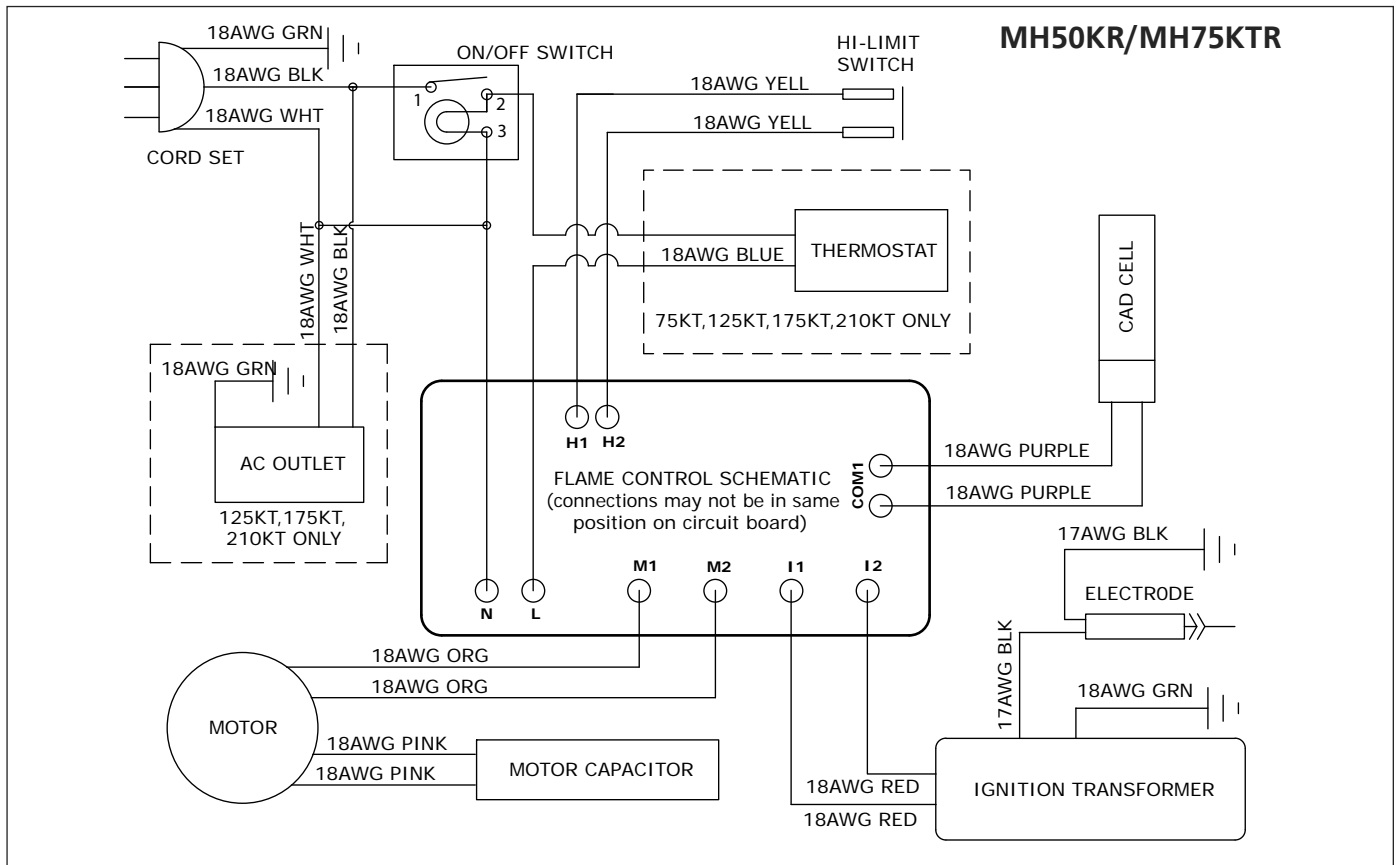 MH50KR/MH75KTR
18AWG GRN
ON/OFF SWITCH
HI-LIMIT
SWITCH
18AWG BLK
1
2
3
18AWG YELL
18AWG WHT
18AWG YELL
CORD SET
18AWG WHT
18AWG BLK
THERMOSTAT
18AWG BLUE
75KT,125KT,175KT,210KT ONLY
CAD CELL
18AWG GRN
AC OUTLET
125KT,175KT,
210KT ONLY
H1
H2
FLAME CONTROL SCHEMATIC
(connections may not be in same
position on circuit board)
COM1
18AWG PURPLE
18AWG PURPLE
N
L
M1
M2
I1
I2
17AWG BLK
ELECTRODE
17AWG BLK
18AWG GRN
18AWG ORG
18AWG ORG
MOTOR
18AWG PINK
18AWG PINK
MOTOR CAPACITOR
18AWG RED
18AWG RED
IGNITION TRANSFORMER